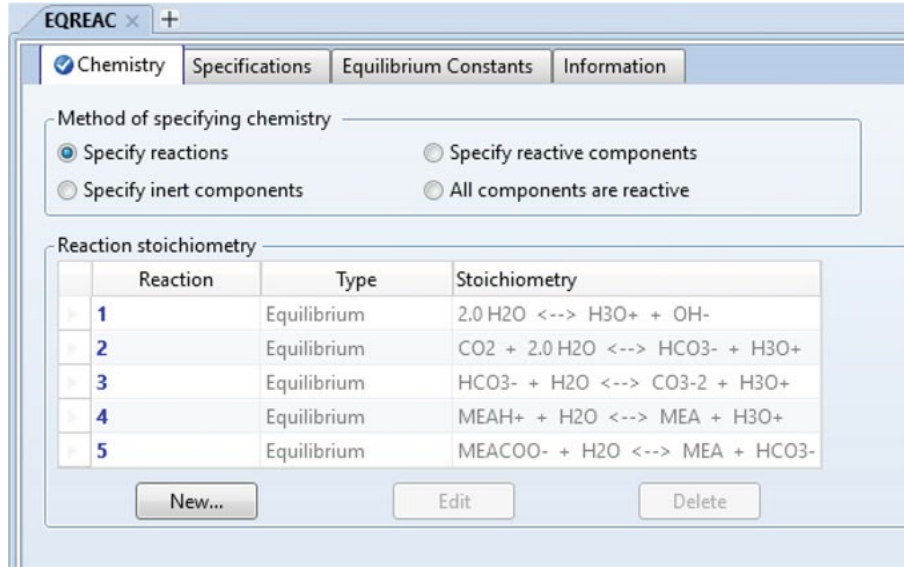 EQREAC × +
Chemistry Specifications Equilibrium Constants Information
Method of specifying chemistry
Specify reactions Specify reactive components
Specify inert components All components are reactive
Reaction stoichiometry
Reaction Type Stoichiometry
1 Equilibrium 2.0 H2O <--> H3O+ + OH-
2 Equilibrium CO2 + 2.0 H2O <--> HCO3- + H3O+
3 Equilibrium HCO3- + H2O <--> CO3-2 + H3O+
4 Equilibrium MEAH+ + H2O <--> MEA + H3O+
5 Equilibrium MEACOO- + H2O <--> MEA + HCO3-
New... Edit Delete